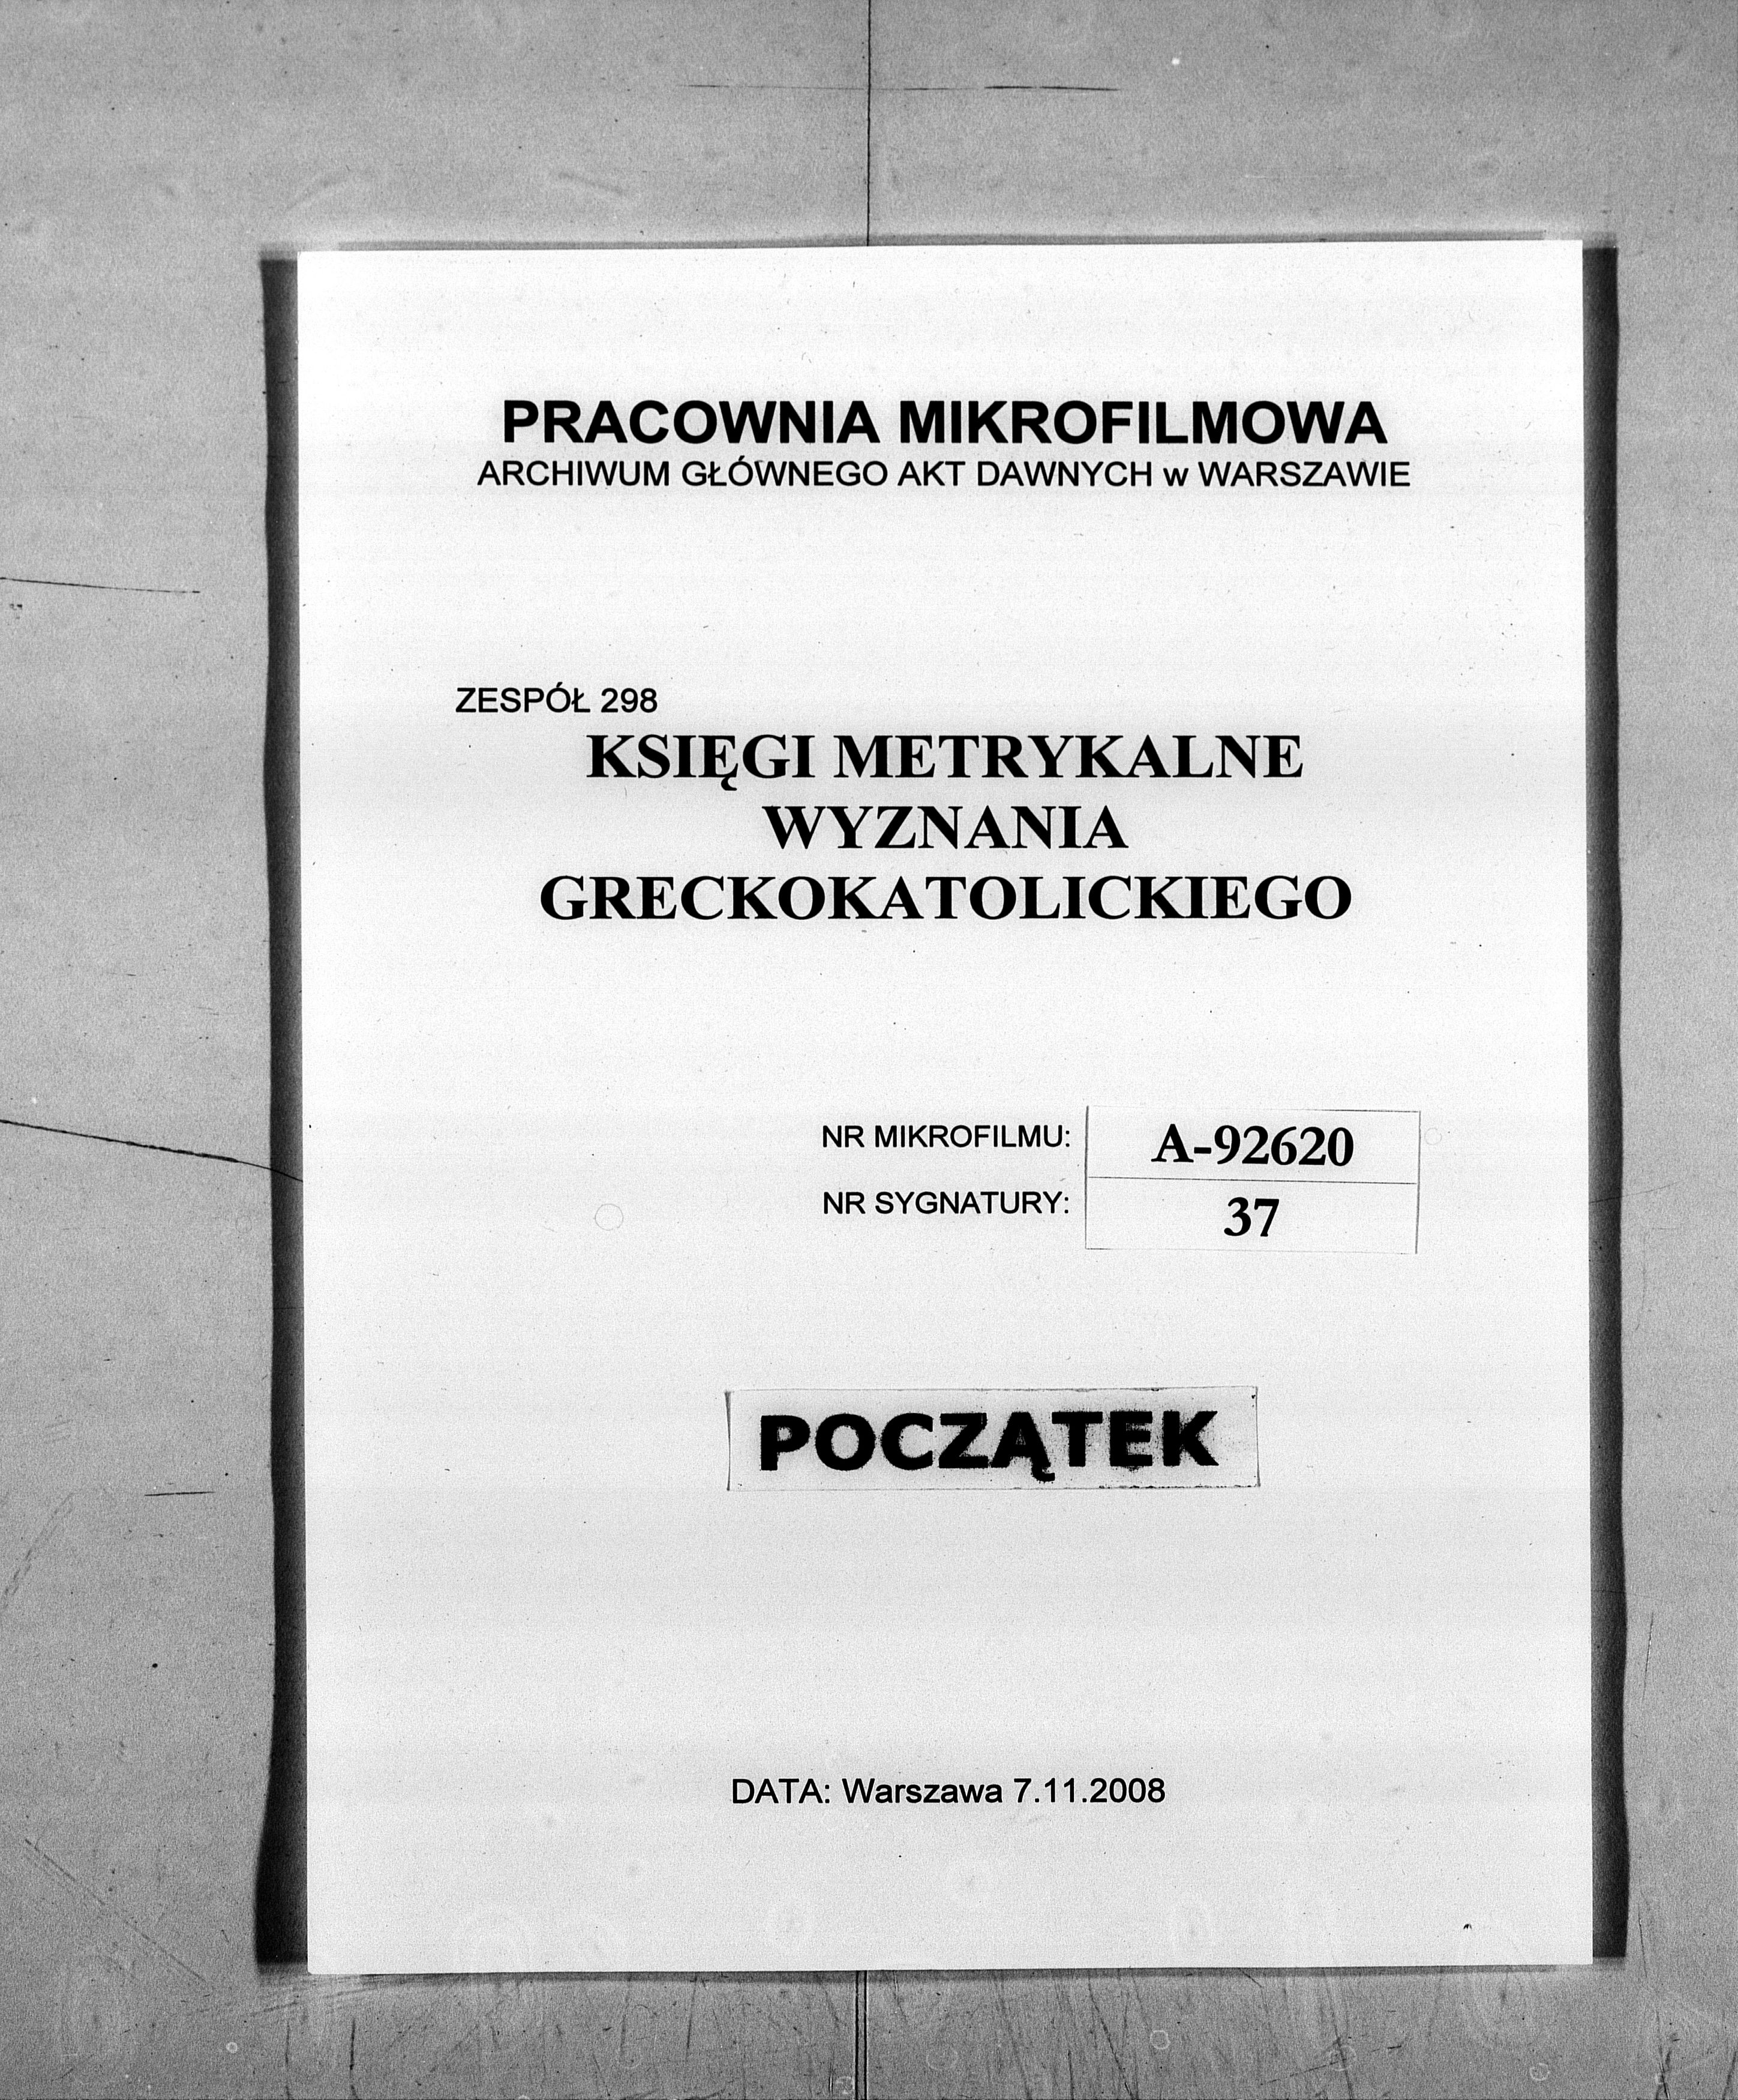 PRACOWNIA MIKROFILMOWA
ARCHIWUM GŁÓWNEGO AKT DAWNYCH w WARSZAWIE
ZESPÓŁ 298
KSIĘGI METRYKALNE
WYZNANIA
GRECKOKATOLICKIEGO
NR MIKROFILMU: A-92620
NR SYGNATURY: 37
POCZĄTEK
DATA: Warszawa 7.11.2008